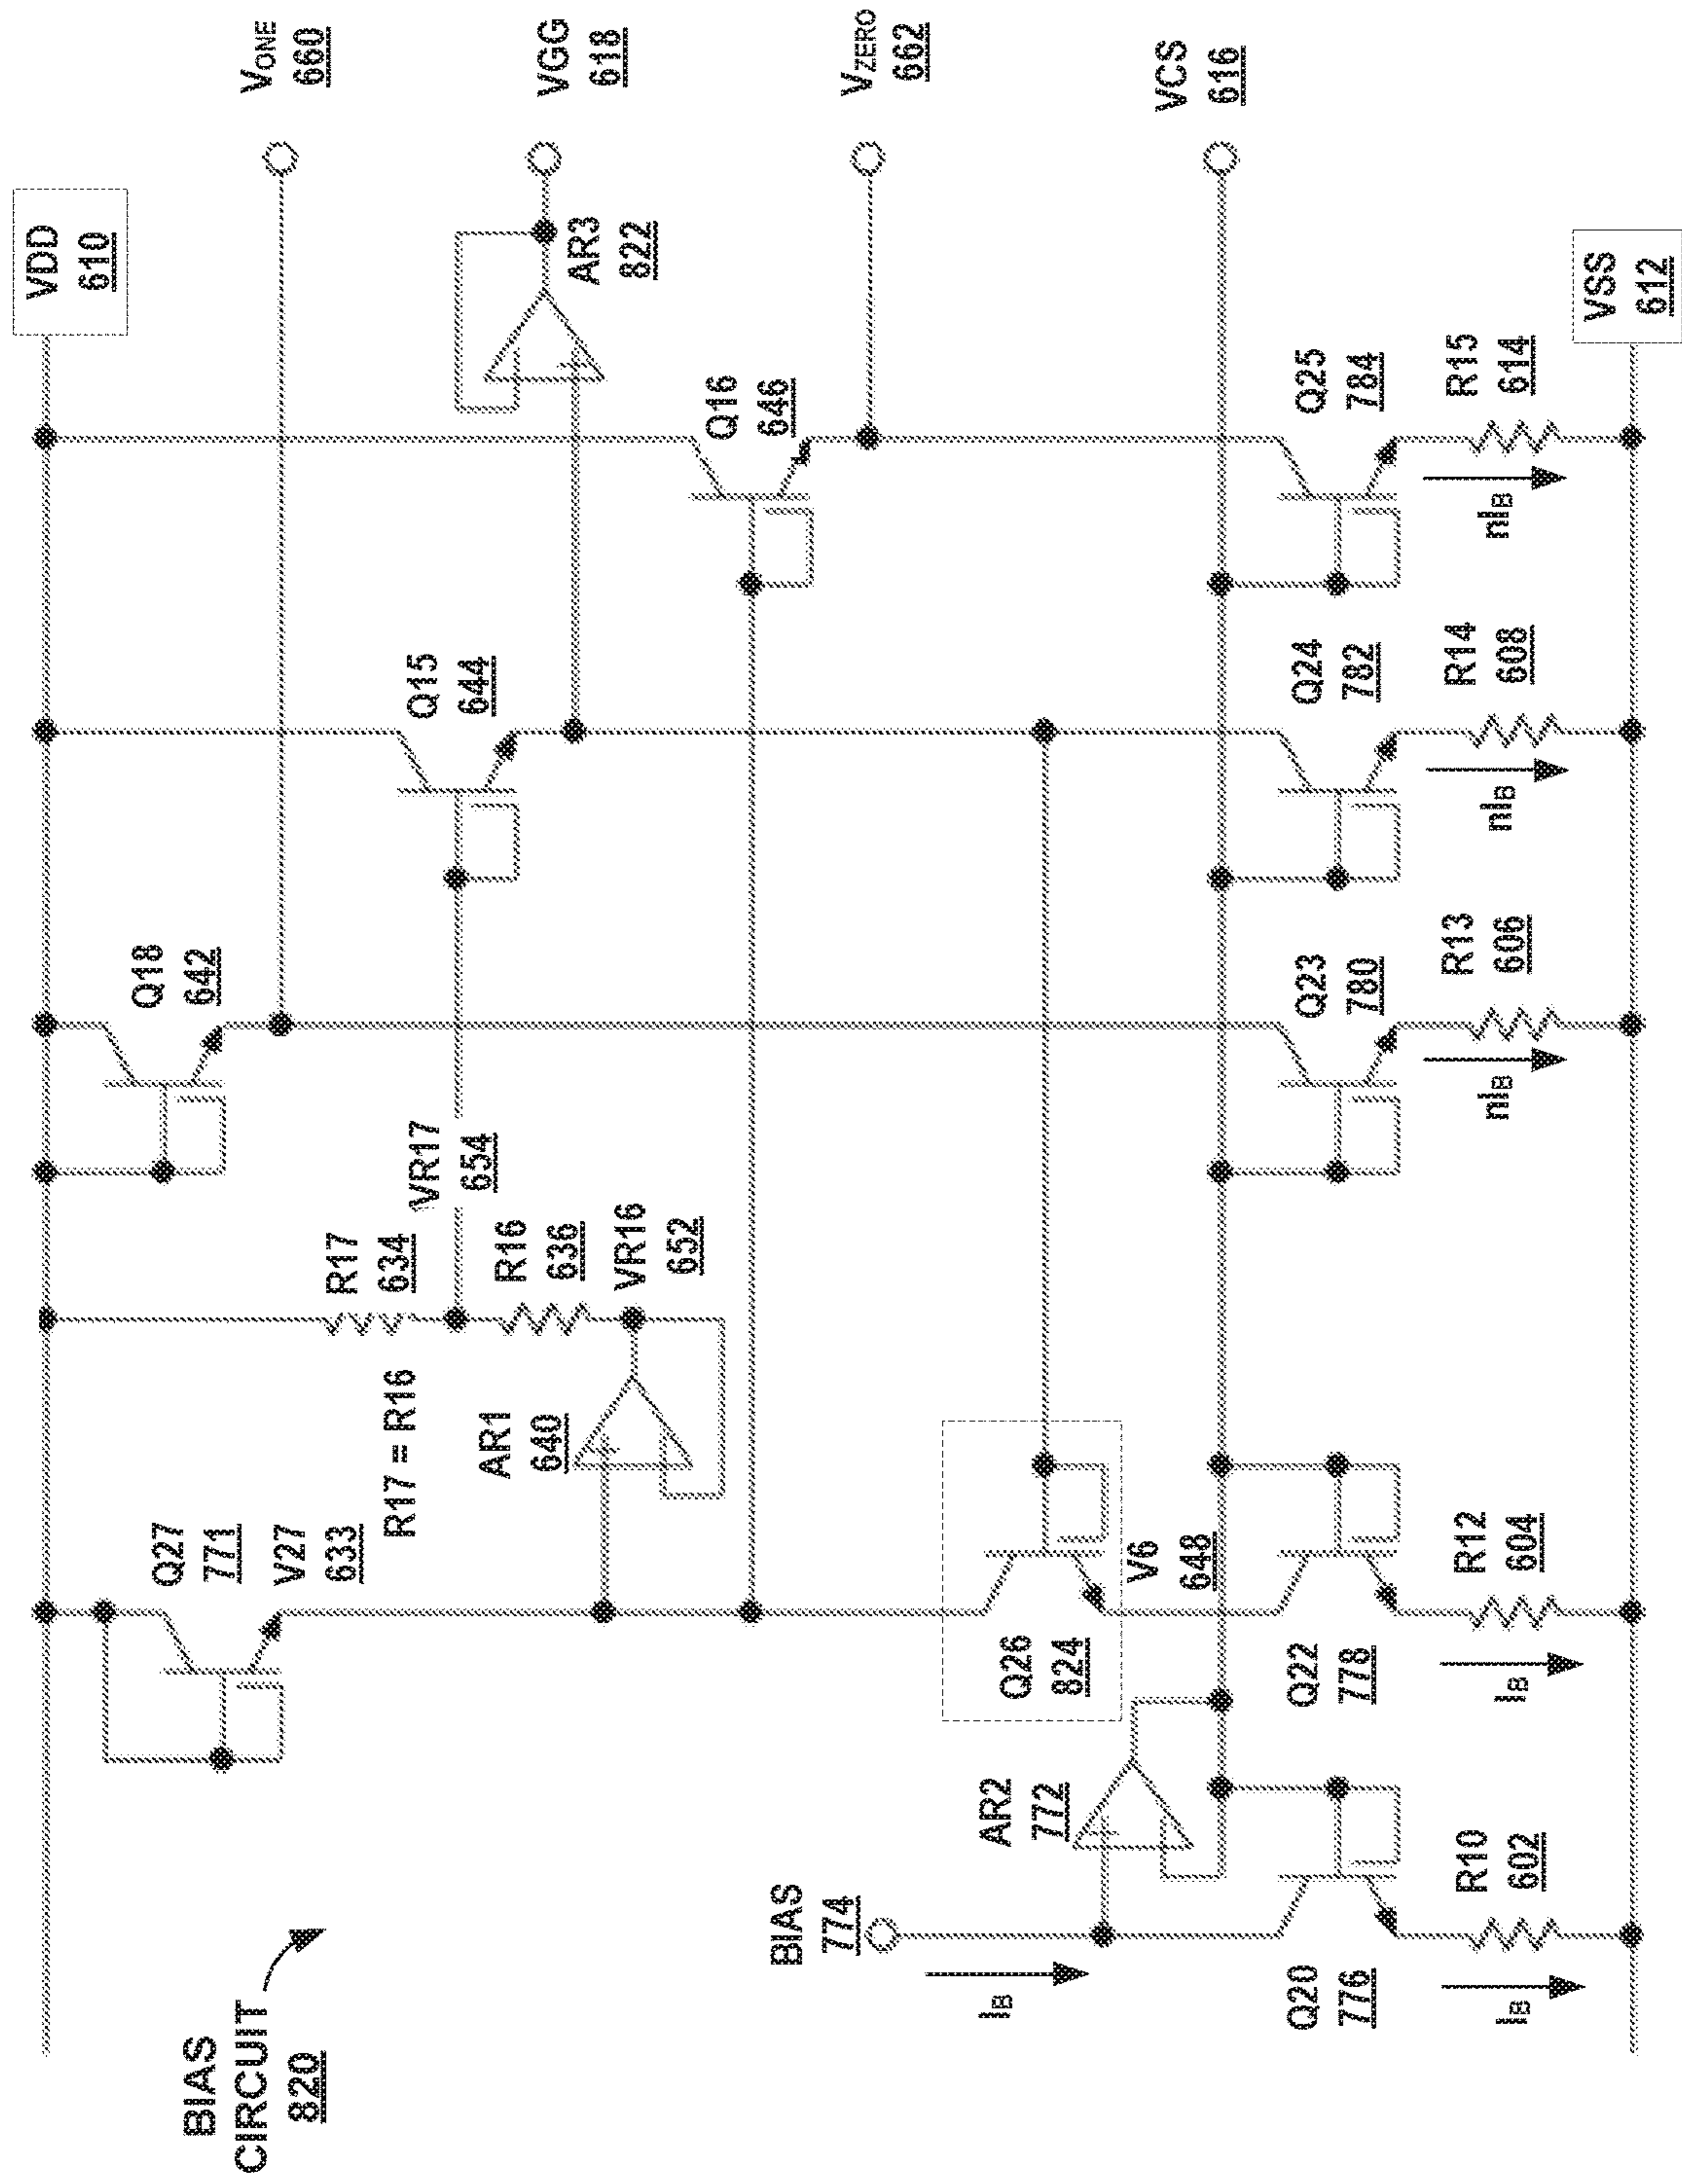 BIAS
CIRCUIT
820
VDD
610
VONE
660
VGG
618
VZERO
662
VCS
616
VSS
612
Q27
771
V27
633
R17 = R16
AR1
640
R17
634
VR17
654
R16
636
VR16
652
Q18
642
Q15
644
Q16
646
AR3
822
BIAS
774
IB
AR2
772
Q26
824
V6
648
Q20
776
R10
602
IB
Q22
778
R12
604
IB
Q23
780
R13
606
nIB
Q24
782
R14
608
nIB
Q25
784
R15
614
nIB